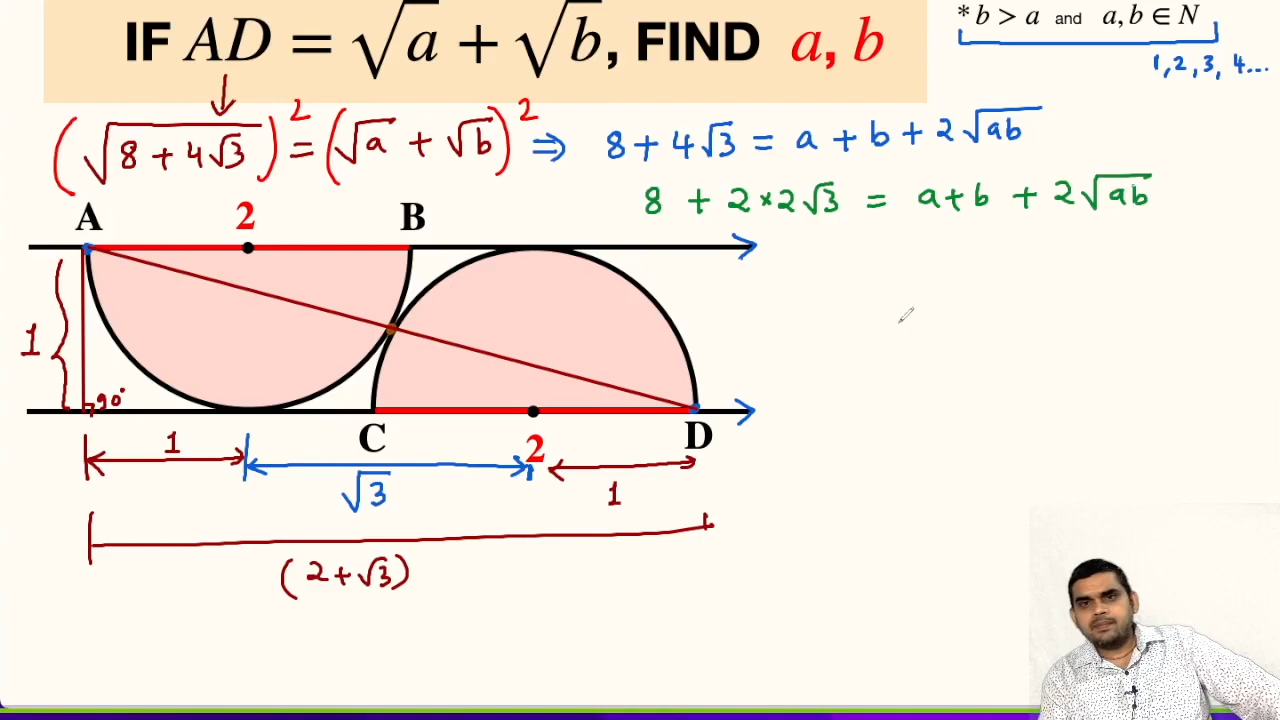 IF AD = √a + √b, FIND a, b
* b > a and a, b ∈ N
1, 2, 3, 4...
(√(8 + 4√3))² = (√a + √b)² ⇒ 8 + 4√3 = a + b + 2√ab
8 + 2×2√3 = a+b + 2√ab
A 2 B
1
90°
C 2 D
1 √3 1
(2+√3)